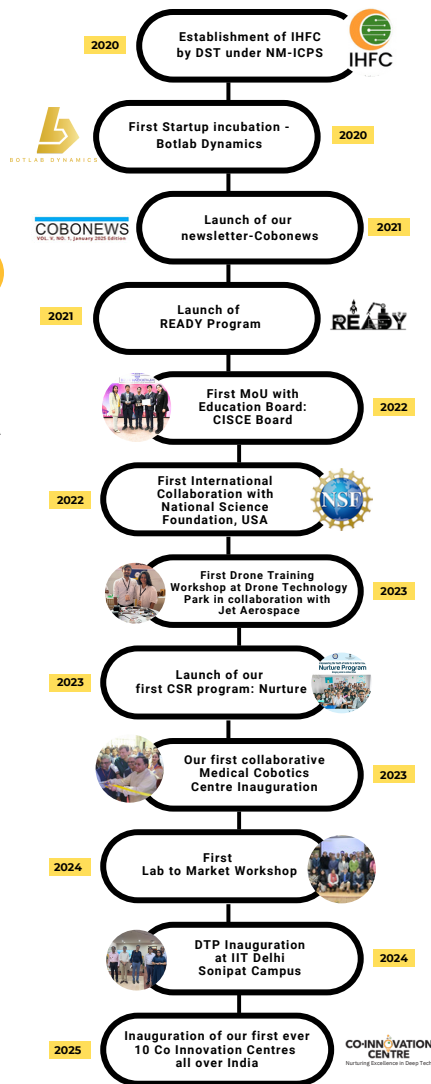 2020
Establishment of IHFC
by DST under NM-ICPS
IHFC
BOTLAB DYNAMICS
First Startup incubation -
Botlab Dynamics
2020
COBONEWS
VOL. V, NO. 1, January 2025 Edition
Launch of our
newsletter-Cobonews
2021
2021
Launch of
READY Program
READY
First MoU with
Education Board:
CISCE Board
2022
2022
First International
Collaboration with
National Science
Foundation, USA
NSF
First Drone Training
Workshop at Drone Technology
Park in collaboration with
Jet Aerospace
2023
2023
Launch of our
first CSR program: Nurture
Nurture Program
Our first collaborative
Medical Cobotics
Centre Inauguration
2023
2024
First
Lab to Market Workshop
DTP Inauguration
at IIT Delhi
Sonipat Campus
2024
2025
Inauguration of our first ever
10 Co Innovation Centres
all over India
CO-INNOVATION
CENTRE
Nurturing Excellence in Deep Tech